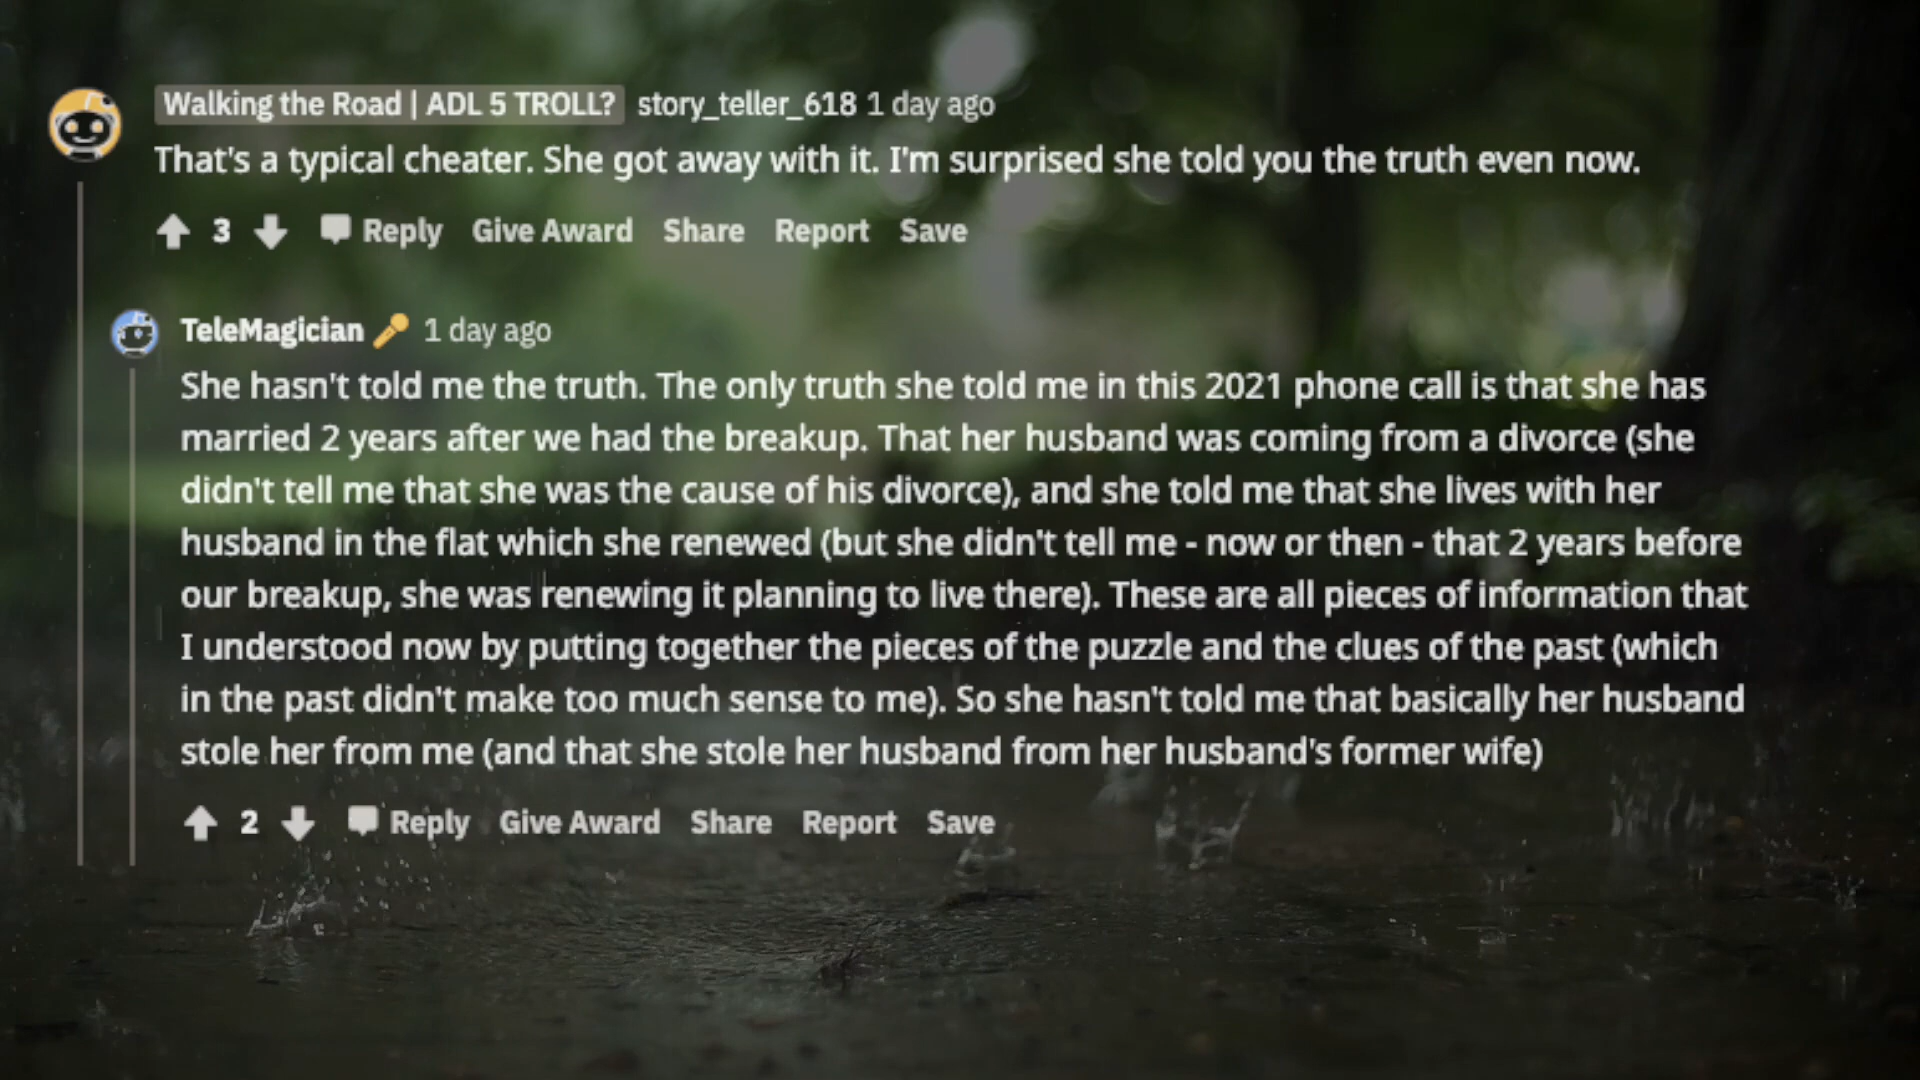 Walking the Road | ADL 5 TROLL? story_teller_618 1 day ago
That's a typical cheater. She got away with it. I'm surprised she told you the truth even now.
3 Reply Give Award Share Report Save
TeleMagician 1 day ago
She hasn't told me the truth. The only truth she told me in this 2021 phone call is that she has
married 2 years after we had the breakup. That her husband was coming from a divorce (she
didn't tell me that she was the cause of his divorce), and she told me that she lives with her
husband in the flat which she renewed (but she didn't tell me - now or then - that 2 years before
our breakup, she was renewing it planning to live there). These are all pieces of information that
I understood now by putting together the pieces of the puzzle and the clues of the past (which
in the past didn't make too much sense to me). So she hasn't told me that basically her husband
stole her from me (and that she stole her husband from her husband's former wife)
2 Reply Give Award Share Report Save